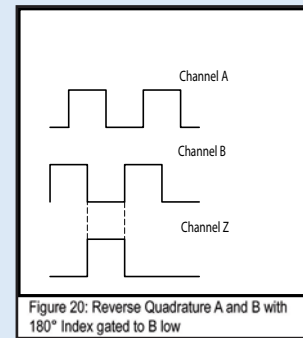 Channel A
Channel B
Channel Z
Figure 20: Reverse Quadrature A and B with
180° Index gated to B low